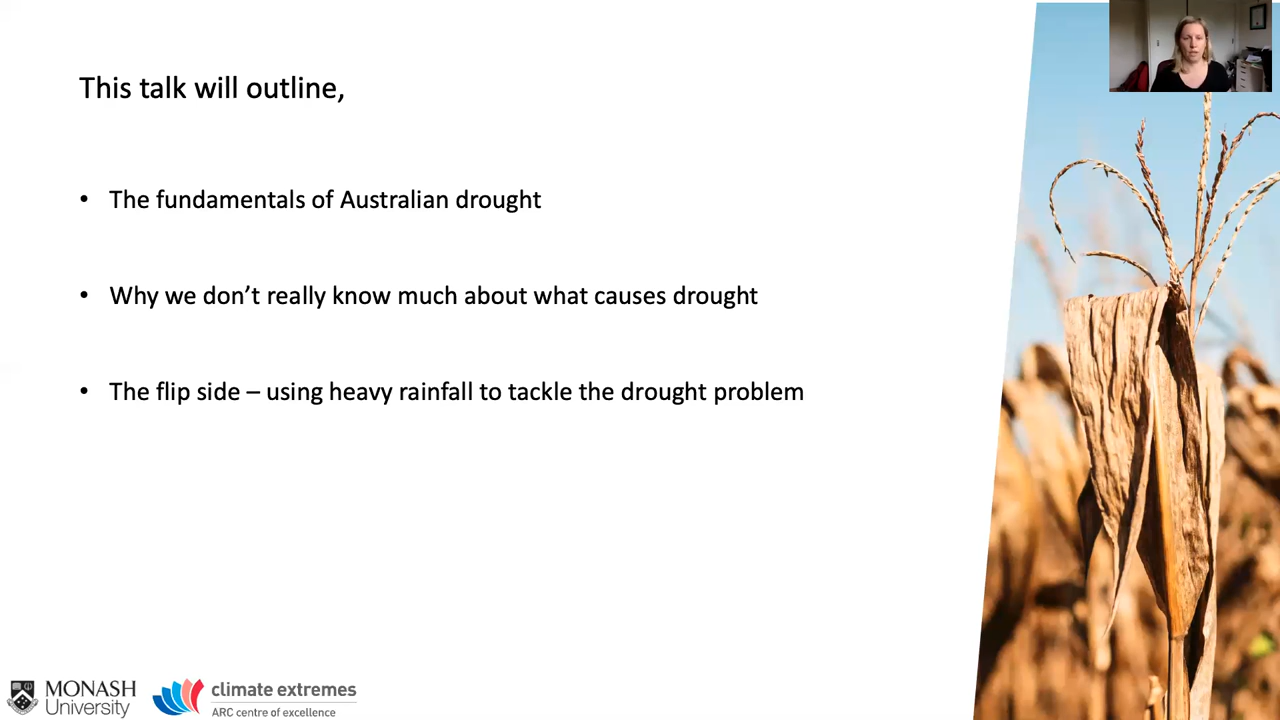 This talk will outline,
• The fundamentals of Australian drought
• Why we don’t really know much about what causes drought
• The flip side – using heavy rainfall to tackle the drought problem
MONASH
University
climate extremes
ARC centre of excellence